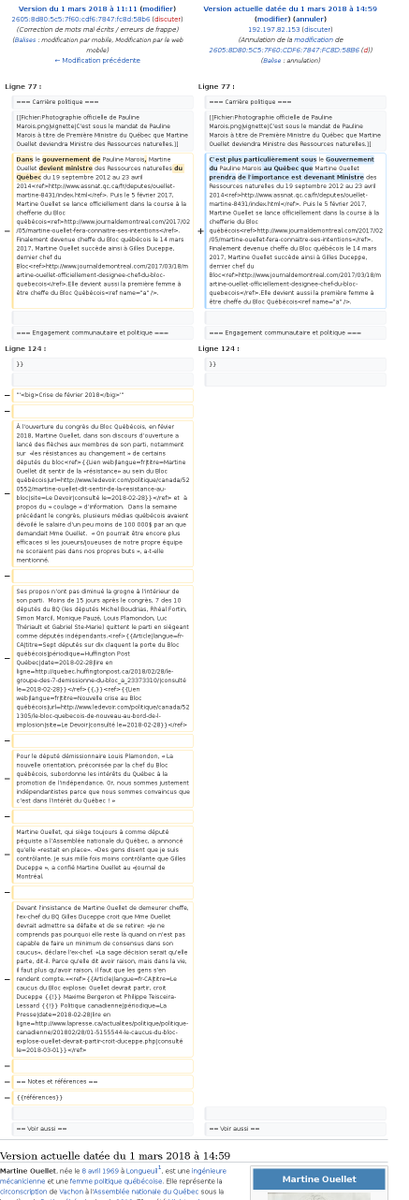 Version du 1 mars 2018 à 11:11 (modifier)
2605:8D80:5C5:7F60:CDF6:7847:FC8D:58B6 (discuter)
(Correction de mots mal écrits / erreurs de frappe)
(Balises : modification par mobile, Modification par le web
mobile)
← Modification précédente
Version actuelle datée du 1 mars 2018 à 14:59
(modifier) (annuler)
192.197.82.153 (discuter)
(Annulation de la modification de
2605:8D80:5C5:7F60:CDF6:7847:FC8D:58B6 (d))
(Balise : annulation)
Ligne 77 :
=== Carrière politique ===
[[Fichier:Photographie officielle de Pauline
Marois.png|vignette|C'est sous le mandat de Pauline
Marois à titre de Première Ministre du Québec que Martine
Ouellet deviendra Ministre des Ressources naturelles.]]
− Dans le gouvernement de Pauline Marois, Martine
Ouellet devient ministre des Ressources naturelles du
Québec du 19 septembre 2012 au 23 avril
2014<ref>http://www.assnat.qc.ca/fr/deputes/ouellet-
martine-8431/index.html</ref>. Puis le 5 février 2017,
Martine Ouellet se lance officiellement dans la course à la
chefferie du Bloc
québécois<ref>http://www.journaldemontreal.com/2017/02
/05/martine-ouellet-fera-connaitre-ses-intentions</ref>.
Finalement devenue cheffe du Bloc québécois le 14 mars
2017, Martine Ouellet succède ainsi à Gilles Duceppe,
dernier chef du
Bloc<ref>http://www.journaldemontreal.com/2017/03/18/m
artine-ouellet-officiellement-designee-chef-du-bloc-
quebecois</ref>.Elle devient aussi la première femme à
être cheffe du Bloc Québécois<ref name="a"/>.
=== Engagement communautaire et politique ===
Ligne 77 :
=== Carrière politique ===
[[Fichier:Photographie officielle de Pauline
Marois.png|vignette|C'est sous le mandat de Pauline
Marois à titre de Première Ministre du Québec que Martine
Ouellet deviendra Ministre des Ressources naturelles.]]
+ C'est plus particulièrement sous le Gouvernement
du Pauline Marois au Québec que Martine Ouellet
prendra de l'importance est devenant Ministre des
Ressources naturelles du 19 septembre 2012 au 23 avril
2014<ref>http://www.assnat.qc.ca/fr/deputes/ouellet-
martine-8431/index.html</ref>. Puis le 5 février 2017,
Martine Ouellet se lance officiellement dans la course à la
chefferie du Bloc
québécois<ref>http://www.journaldemontreal.com/2017/02
/05/martine-ouellet-fera-connaitre-ses-intentions</ref>.
Finalement devenue cheffe du Bloc québécois le 14 mars
2017, Martine Ouellet succède ainsi à Gilles Duceppe,
dernier chef du
Bloc<ref>http://www.journaldemontreal.com/2017/03/18/m
artine-ouellet-officiellement-designee-chef-du-bloc-
quebecois</ref>.Elle devient aussi la première femme à
être cheffe du Bloc Québécois<ref name="a"/>.
=== Engagement communautaire et politique ===
Ligne 124 :
Ligne 124 :
}}
}}
− '''<big>Crise de février 2018</big>'''
−
− À l'ouverture du congrès du Bloc Québécois, en février
2018, Martine Ouellet, dans son discours d'ouverture a
lancé des flèches aux membres de son parti, notamment
sur «les résistances au changement » de certains
députés du bloc<ref>{{Lien web|langue=fr|titre=Martine
Ouellet dit sentir de la «résistance» au sein du Bloc
québécois|url=http://www.ledevoir.com/politique/canada/52
0552/martine-ouellet-dit-sentir-de-la-resistance-au-
bloc|site=Le Devoir|consulté le=2018-02-28}}</ref> et à
propos du « coulage » d'information. Dans la semaine
précédant le congrès, plusieurs médias québécois avaient
dévoilé le salaire d'un peu moins de 100 000$ par an que
demandait Mme Ouellet. « On pourrait être encore plus
efficaces si les joueurs/joueuses de notre propre équipe
ne scoraient pas dans nos propres buts », a-t-elle
mentionné.
−
− Ses propos n'ont pas diminué la grogne à l'intérieur de
son parti. Moins de 15 jours après le congrès, 7 des 10
députés du BQ (les députés Michel Boudrias, Rhéal Fortin,
Simon Marcil, Monique Pauzé, Louis Plamondon, Luc
Thériault et Gabriel Ste-Marie) quittent le parti en siégeant
comme députés indépendants.<ref>{{Article|langue=fr-
CA|titre=Sept députés sur dix claquent la porte du Bloc
québécois|périodique=Huffington Post
Québec|date=2018-02-28|lire en
ligne=http://quebec.huffingtonpost.ca/2018/02/28/le-
groupe-des-7-demissionne-du-bloc_a_23373310/|consulté
le=2018-02-28}}</ref>{{,}}<ref>{{Lien
web|langue=fr|titre=Nouvelle crise au Bloc
québécois|url=http://www.ledevoir.com/politique/canada/52
1305/le-bloc-quebecois-de-nouveau-au-bord-de-l-
implosion|site=Le Devoir|consulté le=2018-02-28}}</ref>
−
− Pour le député démissionnaire Louis Plamondon, « La
nouvelle orientation, préconisée par la chef du Bloc
québécois, subordonne les intérêts du Québec à la
promotion de l'indépendance. Or, nous sommes justement
indépendantistes parce que nous sommes convaincus que
c'est dans l'intérêt du Québec ! »
−
− Martine Ouellet, qui siège toujours à comme député
péquiste a l'Assemblée nationale du Québec, a annoncé
qu'elle «restait en place». «Des gens disent que je suis
contrôlante. Je suis mille fois moins contrôlante que Gilles
Duceppe », a confié Martine Ouellet au «Journal de
Montréal.
−
− Devant l'insistance de Martine Ouellet de demeurer cheffe,
l'ex-chef du BQ Gilles Duceppe croit que Mme Ouellet
devrait admettre sa défaite et de se retirer: «Je ne
comprends pas pourquoi elle reste là quand on n'est pas
capable de faire un minimum de consensus dans son
caucus», déclare l'ex-chef. «La sage décision serait qu'elle
parte, dit-il. Parce qu'elle dit avoir raison, mais dans la vie,
il faut plus qu'avoir raison, il faut que les gens s'en
rendent compte.»<ref>{{Article|langue=fr-CA|titre=Le
caucus du Bloc explose: Ouellet devrait partir, croit
Duceppe {{!}} Maxime Bergeron et Philippe Teisceira-
Lessard {{!}} Politique canadienne|périodique=La
Presse|date=2018-02-28|lire en
ligne=http://www.lapresse.ca/actualites/politique/politique-
canadienne/201802/28/01-5155544-le-caucus-du-bloc-
explose-ouellet-devrait-partir-croit-duceppe.php|consulté
le=2018-03-01}}</ref>
−
− == Notes et références ==
− {{références}}
== Voir aussi ==
== Voir aussi ==
Version actuelle datée du 1 mars 2018 à 14:59
Martine Ouellet, née le 8 avril 1969 à Longueuil1, est une ingénieure
mécanicienne et une femme politique québécoise. Elle représente la
circonscription de Vachon à l'Assemblée nationale du Québec sous la
Martine Ouellet